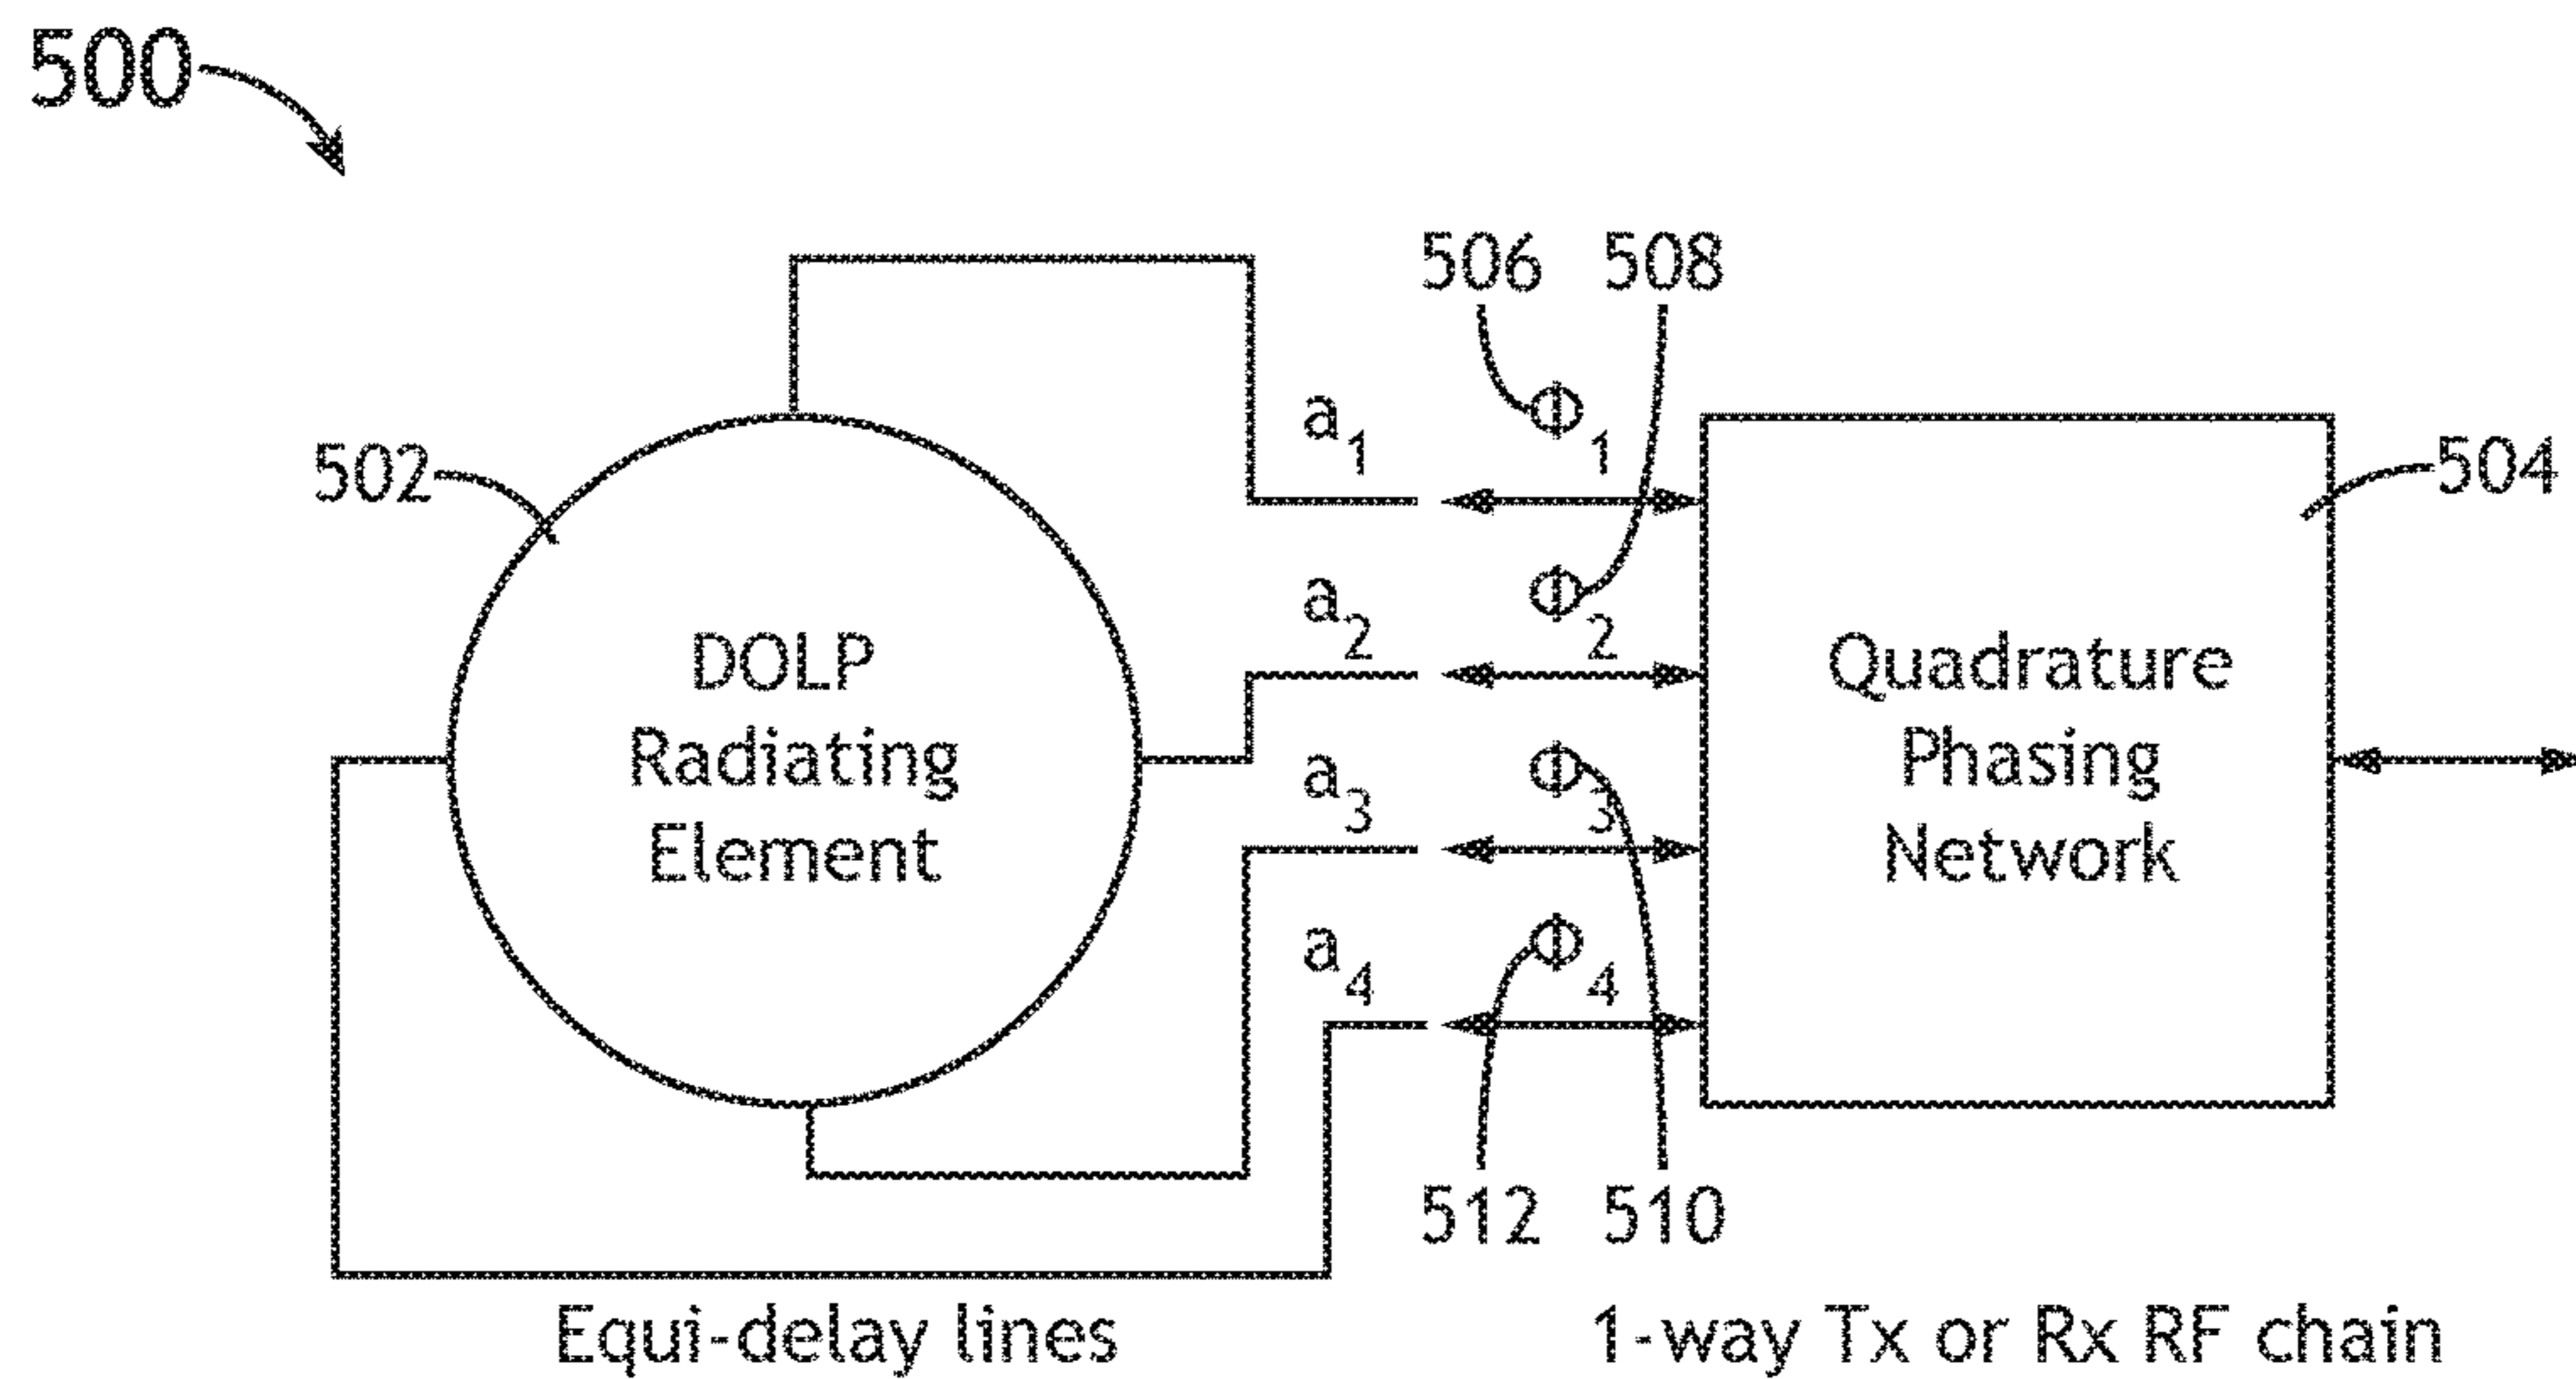 500
506 508
a1 Φ1
502
504
a2 Φ2
DOLP
Radiating
Element
Quadrature
Phasing
Network
a3 Φ3
a4 Φ4
512 510
Equi-delay lines
1-way Tx or Rx RF chain